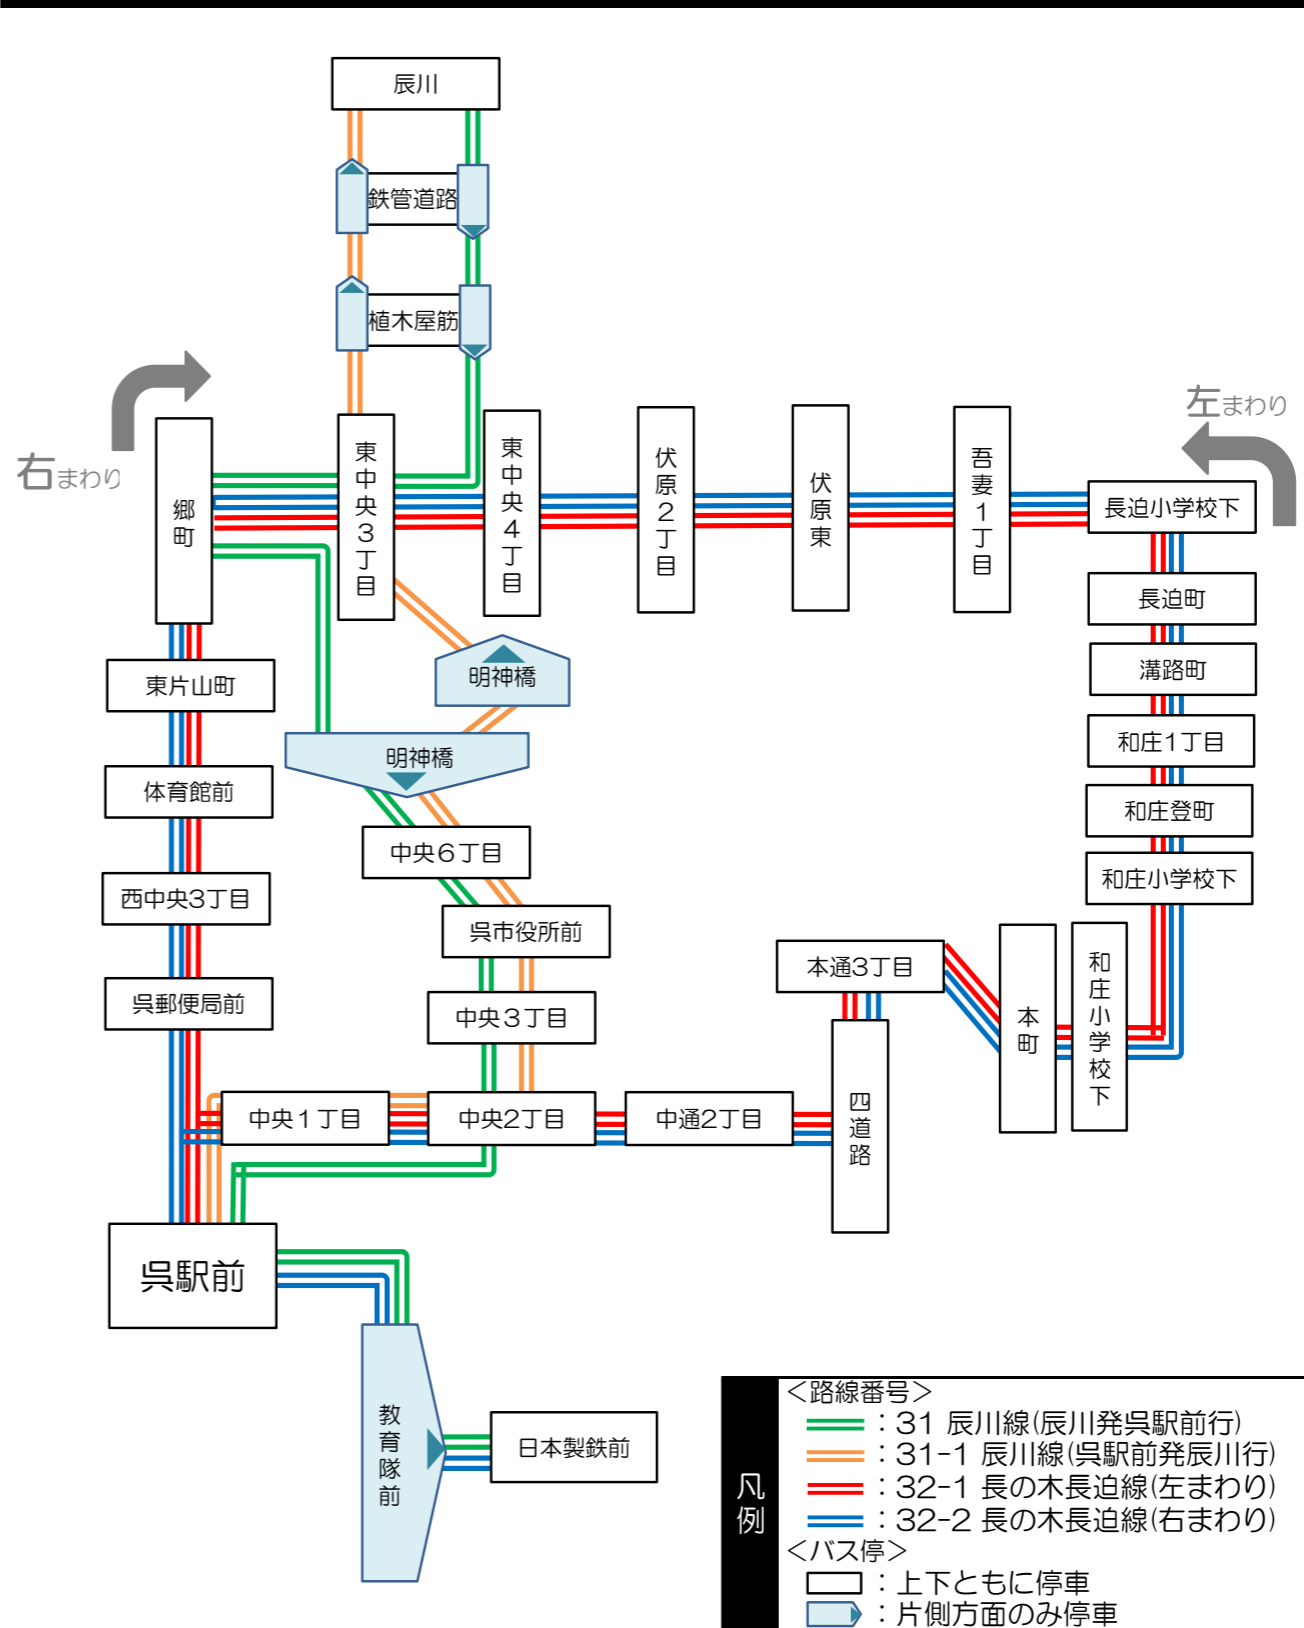 辰川
鉄管道路
植木屋筋
右まわり
左まわり
郷町
東中央3丁目
東中央4丁目
伏原2丁目
伏原東
吾妻1丁目
長迫小学校下
長迫町
溝路町
和庄1丁目
和庄登町
和庄小学校下
東片山町
体育館前
西中央3丁目
呉郵便局前
明神橋
明神橋
中央6丁目
呉市役所前
中央3丁目
本通3丁目
本町
和庄小学校下
中央1丁目
中央2丁目
中通2丁目
四道路
呉駅前
教育隊前
日本製鉄前
凡例
＜路線番号＞
：31 辰川線(辰川発呉駅前行)
：31-1 辰川線(呉駅前発辰川行)
：32-1 長の木長迫線(左まわり)
：32-2 長の木長迫線(右まわり)
＜バス停＞
：上下ともに停車
：片側方面のみ停車